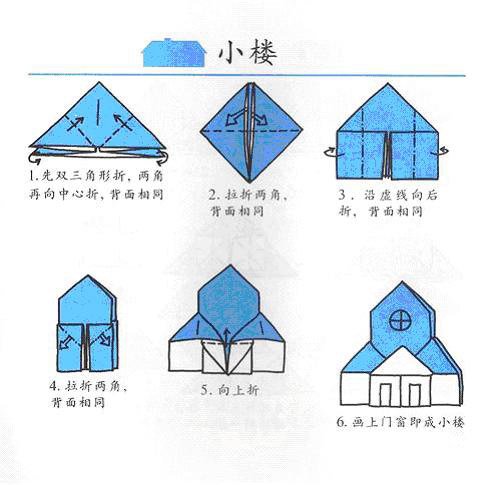 小楼
1.先双三角形折，两角
再向中心折，背面相同
2.拉折两角，
背面相同
3.沿虚线向后
折，背面相同
4.拉折两角，
背面相同
5.向上折
6.画上门窗即成小楼